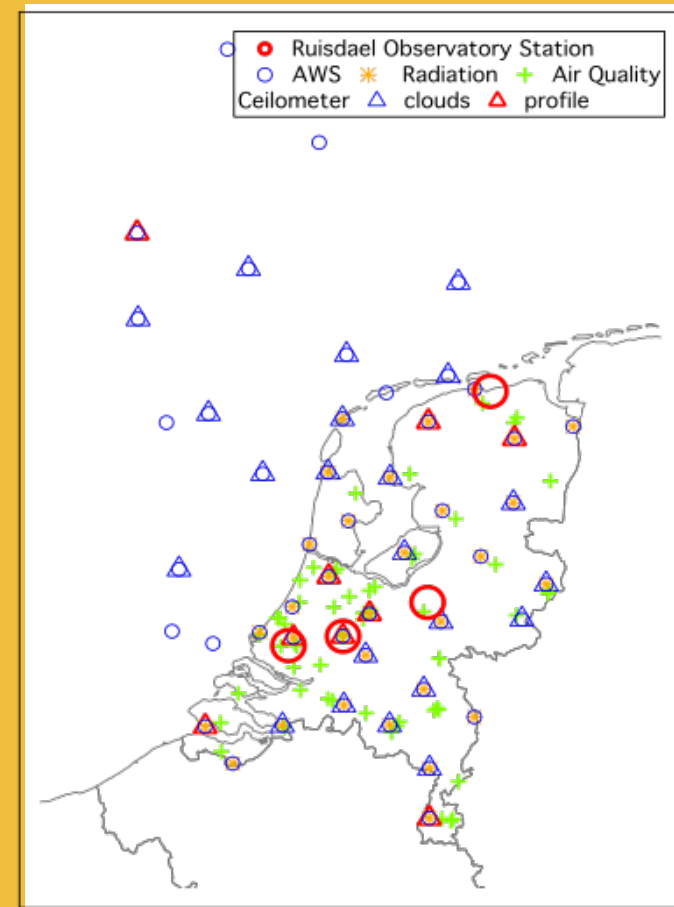 Ruisdael Observatory Station
AWS Radiation Air Quality
Ceilometer clouds profile